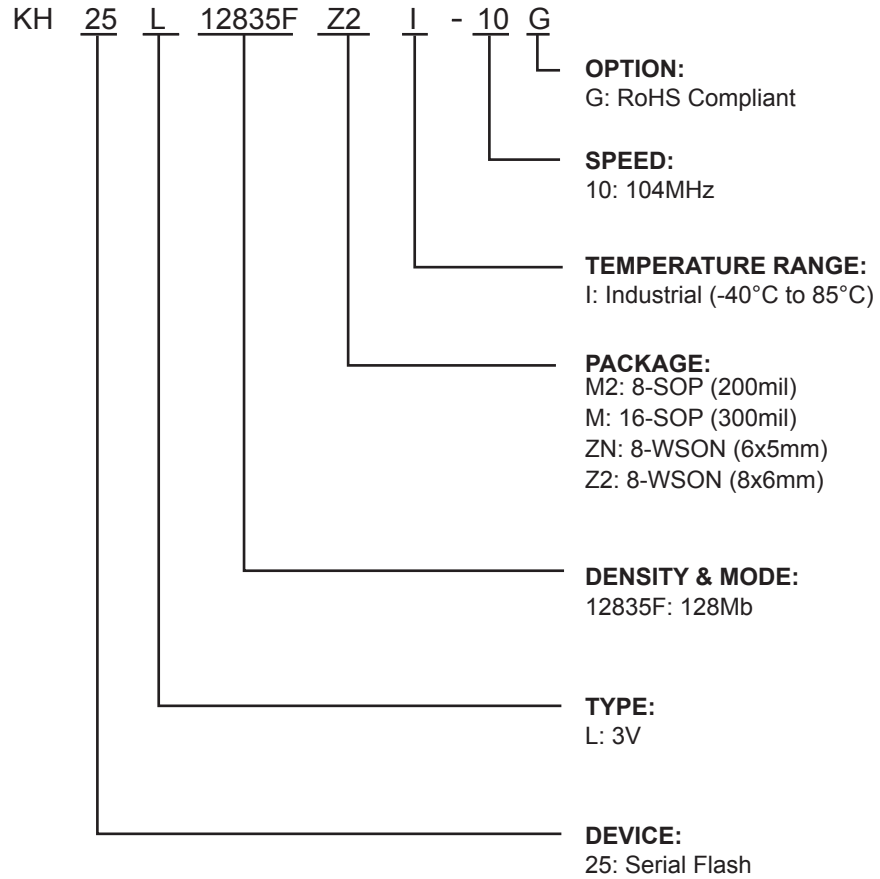 KH 25 L 12835F Z2 I - 10 G
OPTION:
G: RoHS Compliant
SPEED:
10: 104MHz
TEMPERATURE RANGE:
I: Industrial (-40°C to 85°C)
PACKAGE:
M2: 8-SOP (200mil)
M: 16-SOP (300mil)
ZN: 8-WSON (6x5mm)
Z2: 8-WSON (8x6mm)
DENSITY & MODE:
12835F: 128Mb
TYPE:
L: 3V
DEVICE:
25: Serial Flash